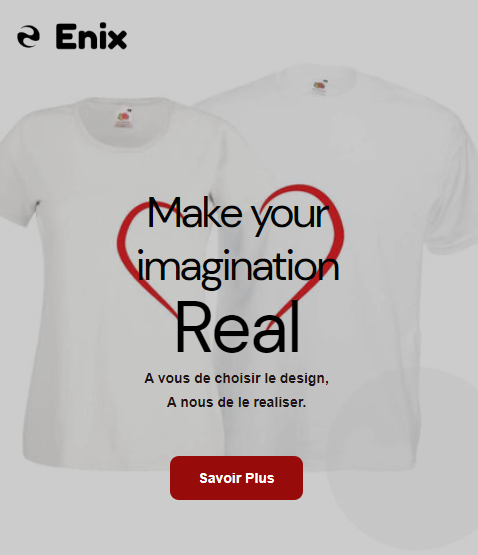 Enix
Make your
imagination
Real
A vous de choisir le design,
A nous de le realiser.
Savoir Plus